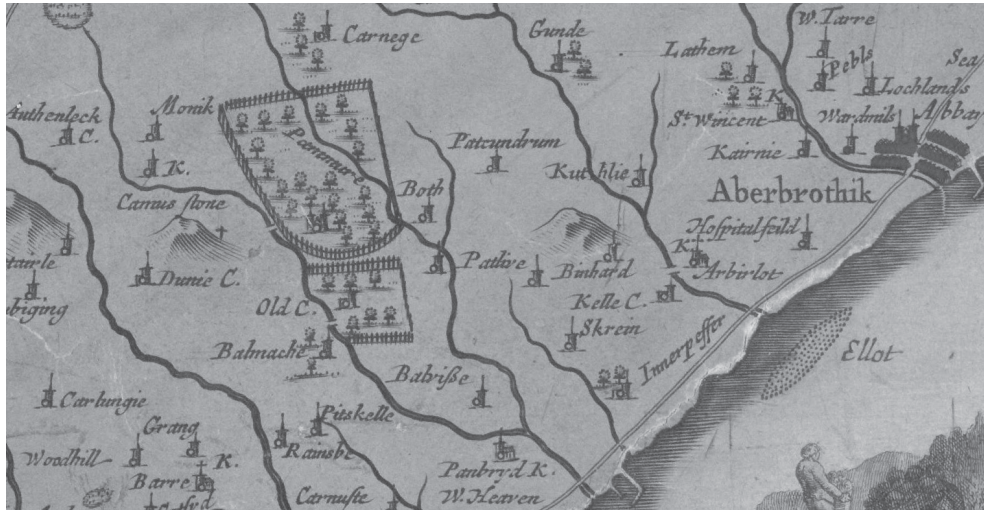 W. Tarre
Carnege
Gunde
Lathem
Pebls
Sea
Lochlands
Authenleck
C.
Monik
St Wincent
K.
Wardmils
Abbay
Panmure
Patcundrum
Kairnie
K.
Kutchlie
Both
Aberbrothik
Camus stone
Hospitalfeild
K.
Patlive
Binhard
Arbirlot
Dunie C.
Kelle C.
Old C.
Skrein
Innerpeffer
Ellot
Balmache
Balriße
Carlungie
Pitskelle
Grang
Rainsbe
Woodhill
K.
Panbryd K.
Barre
Carnuste
W. Heaven